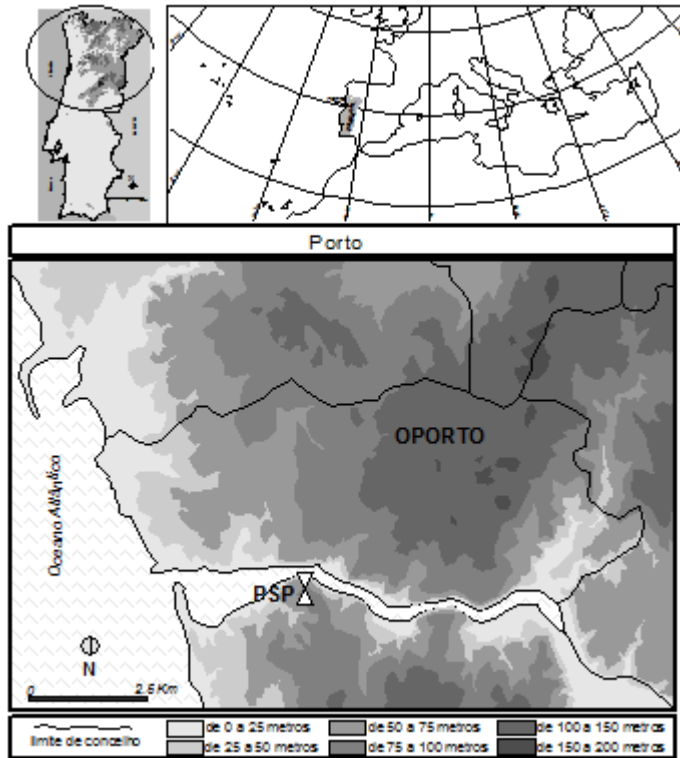 Porto
OPORTO
Oceano Atlântico
PSP
N
0 2.5 Km
limite de concelho
de 0 a 25 metros
de 50 a 75 metros
de 100 a 150 metros
de 25 a 50 metros
de 75 a 100 metros
de 150 a 200 metros